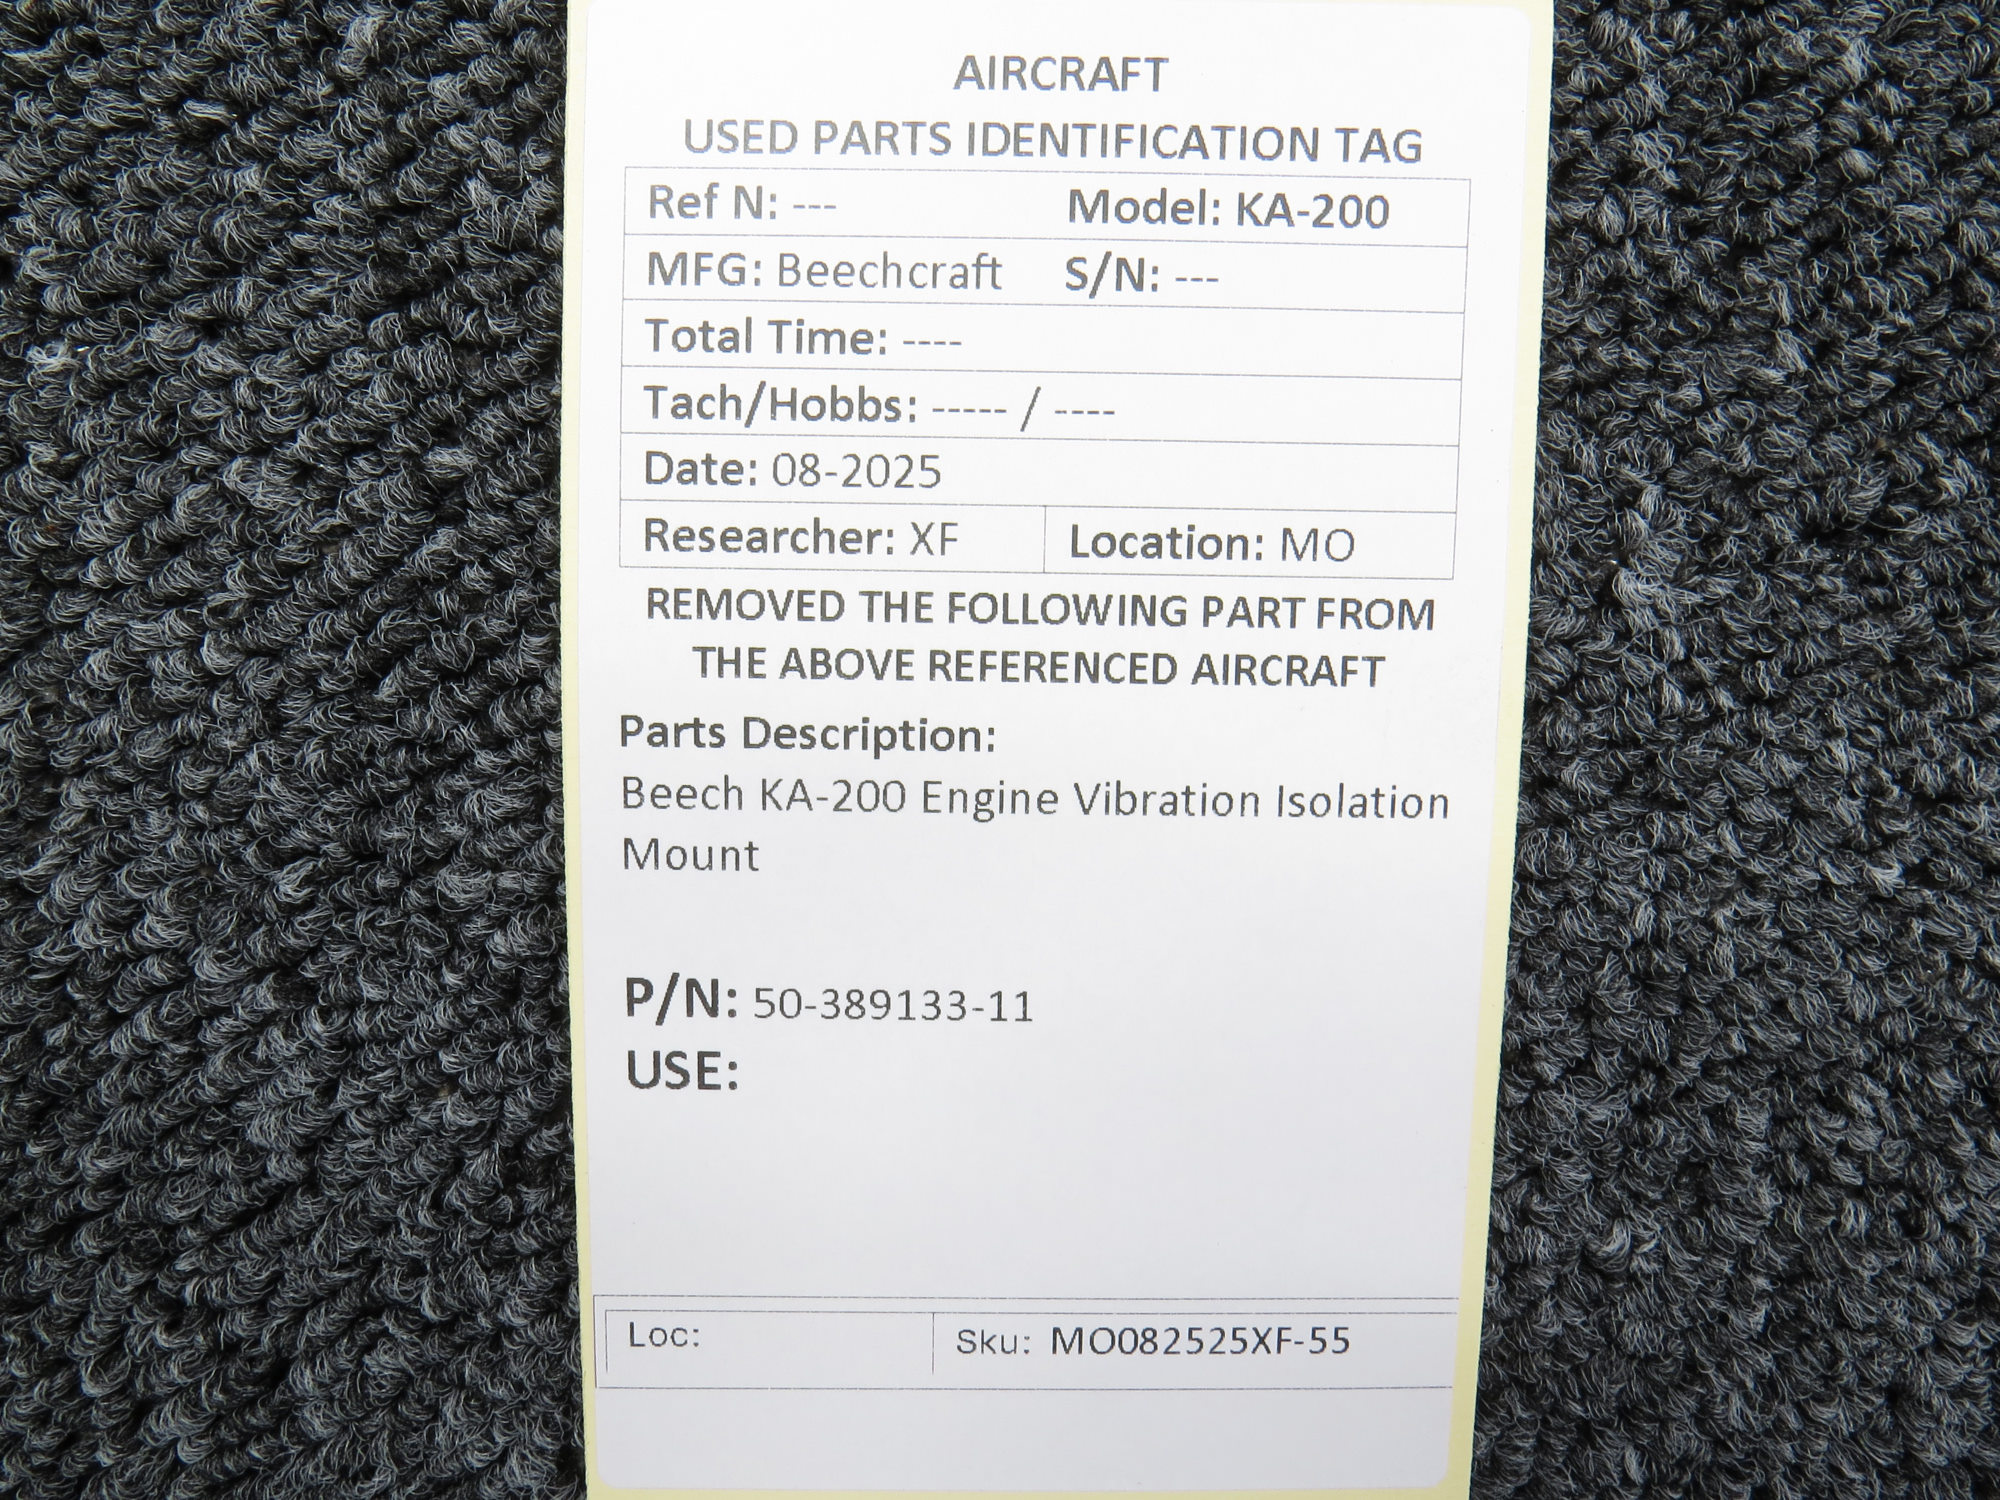 AIRCRAFT
USED PARTS IDENTIFICATION TAG
Ref N: --- Model: KA-200
MFG: Beechcraft S/N: ---
Total Time: ----
Tach/Hobbs: ----- / ----
Date: 08-2025
Researcher: XF Location: MO
REMOVED THE FOLLOWING PART FROM
THE ABOVE REFERENCED AIRCRAFT
Parts Description:
Beech KA-200 Engine Vibration Isolation
Mount
P/N: 50-389133-11
USE:
Loc: Sku: MO082525XF-55